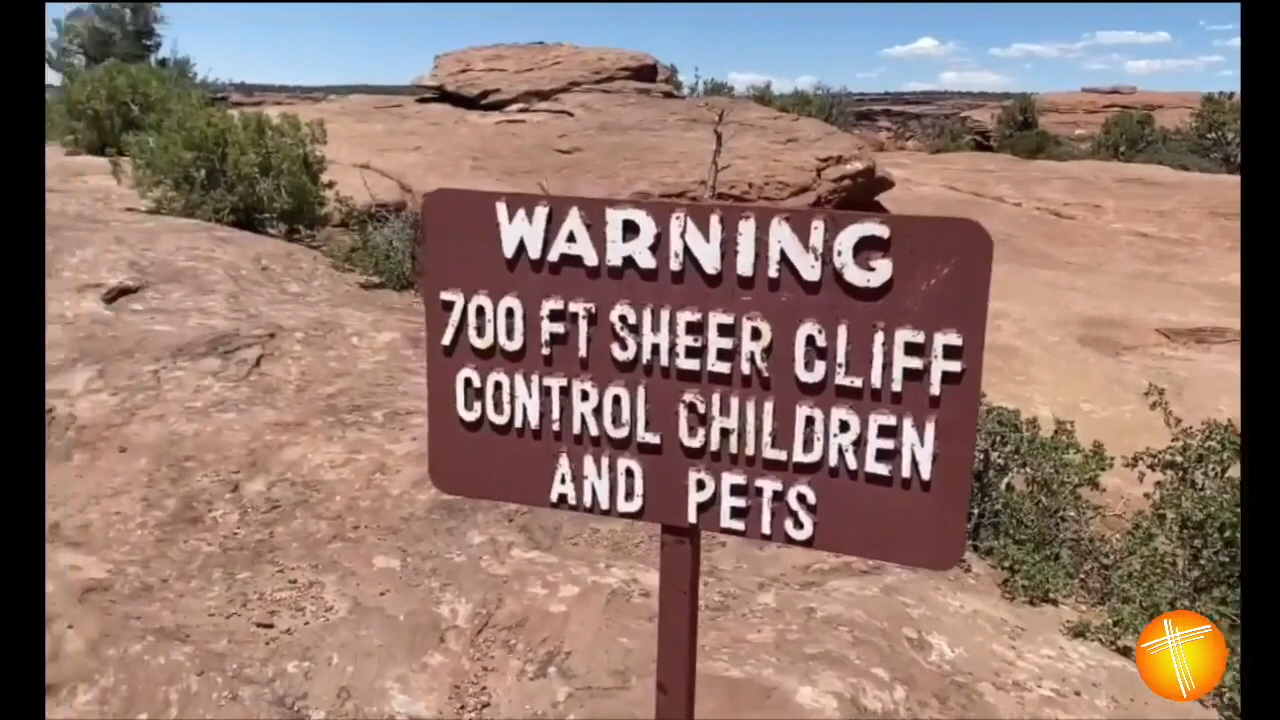 WARNING
700 FT SHEER CLIFF
CONTROL CHILDREN
AND PETS